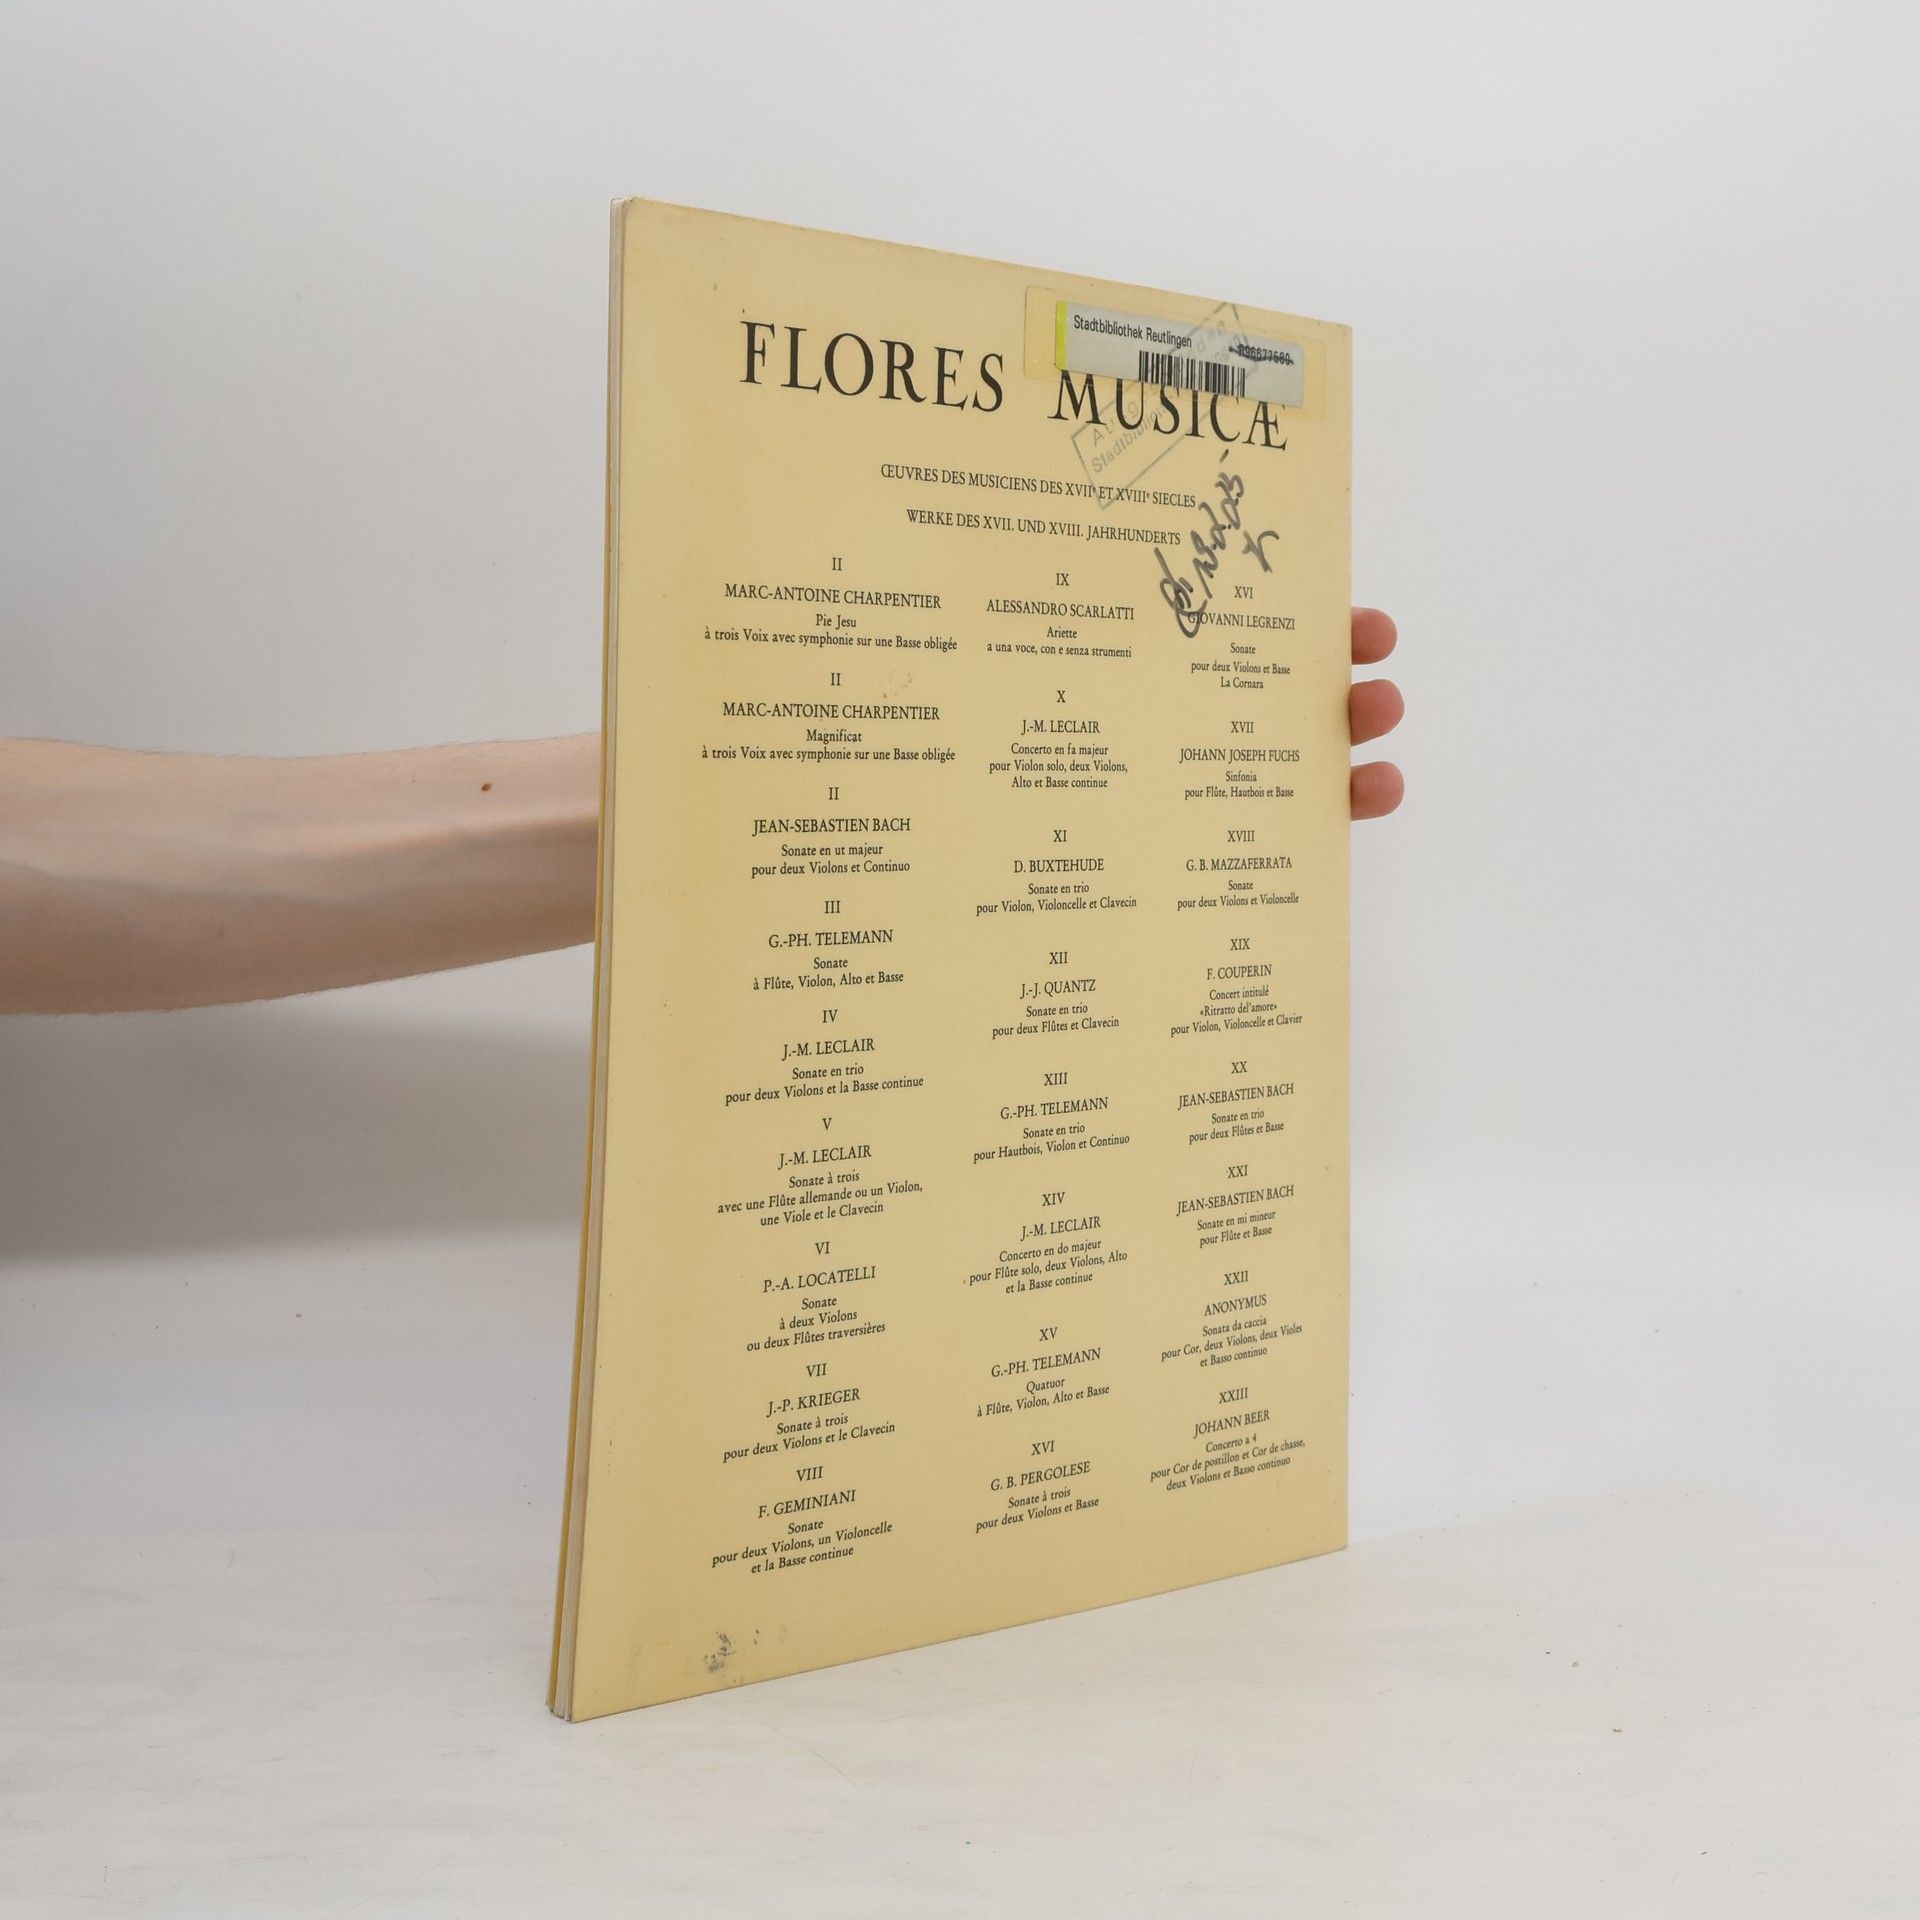 Stadtbibliothek Reutlingen
R96677580
FLORES MUSICÆ
Stadtbiblioth
ŒUVRES DES MUSICIENS DES XVIIe ET XVIIIe SIECLES
WERKE DES XVII. UND XVIII. JAHRHUNDERTS
II
MARC-ANTOINE CHARPENTIER
Pie Jesu
à trois Voix avec symphonie sur une Basse obligée
II
MARC-ANTOINE CHARPENTIER
Magnificat
à trois Voix avec symphonie sur une Basse obligée
II
JEAN-SEBASTIEN BACH
Sonate en ut majeur
pour deux Violons et Continuo
III
G.-PH. TELEMANN
Sonate
à Flûte, Violon, Alto et Basse
IV
J.-M. LECLAIR
Sonate en trio
pour deux Violons et la Basse continue
V
J.-M. LECLAIR
Sonate à trois
avec une Flûte allemande ou un Violon,
une Viole et le Clavecin
VI
P.-A. LOCATELLI
Sonate
à deux Violons
ou deux Flûtes traversières
VII
J.-P. KRIEGER
Sonate à trois
pour deux Violons et le Clavecin
VIII
F. GEMINIANI
Sonate
pour deux Violons, un Violoncelle
et la Basse continue
IX
ALESSANDRO SCARLATTI
Ariette
a una voce, con e senza strumenti
X
J.-M. LECLAIR
Concerto en fa majeur
pour Violon solo, deux Violons,
Alto et Basse continue
XI
D. BUXTEHUDE
Sonate en trio
pour Violon, Violoncelle et Clavecin
XII
J.-J. QUANTZ
Sonate en trio
pour deux Flûtes et Clavecin
XIII
G.-PH. TELEMANN
Sonate en trio
pour Hautbois, Violon et Continuo
XIV
J.-M. LECLAIR
Concerto en do majeur
pour Flûte solo, deux Violons, Alto
et la Basse continue
XV
G.-PH. TELEMANN
Quatuor
à Flûte, Violon, Alto et Basse
XVI
G. B. PERGOLESE
Sonate à trois
pour deux Violons et Basse
XVI
GIOVANNI LEGRENZI
Sonate
pour deux Violons et Basse
La Cornara
XVII
JOHANN JOSEPH FUCHS
Sinfonia
pour Flûte, Hautbois et Basse
XVIII
G. B. MAZZAFERRATA
Sonate
pour deux Violons et Violoncelle
XIX
F. COUPERIN
Concert intitulé
«Ritratto del'amore»
pour Violon, Violoncelle et Clavier
XX
JEAN-SEBASTIEN BACH
Sonate en trio
pour deux Flûtes et Basse
XXI
JEAN-SEBASTIEN BACH
Sonate en mi mineur
pour Flûte et Basse
XXII
ANONYMUS
Sonata da caccia
pour Cor, deux Violons, deux Violes
et Basso continuo
XXIII
JOHANN BEER
Concerto a 4
pour Cor de postillon et Cor de chasse,
deux Violons et Basso continuo